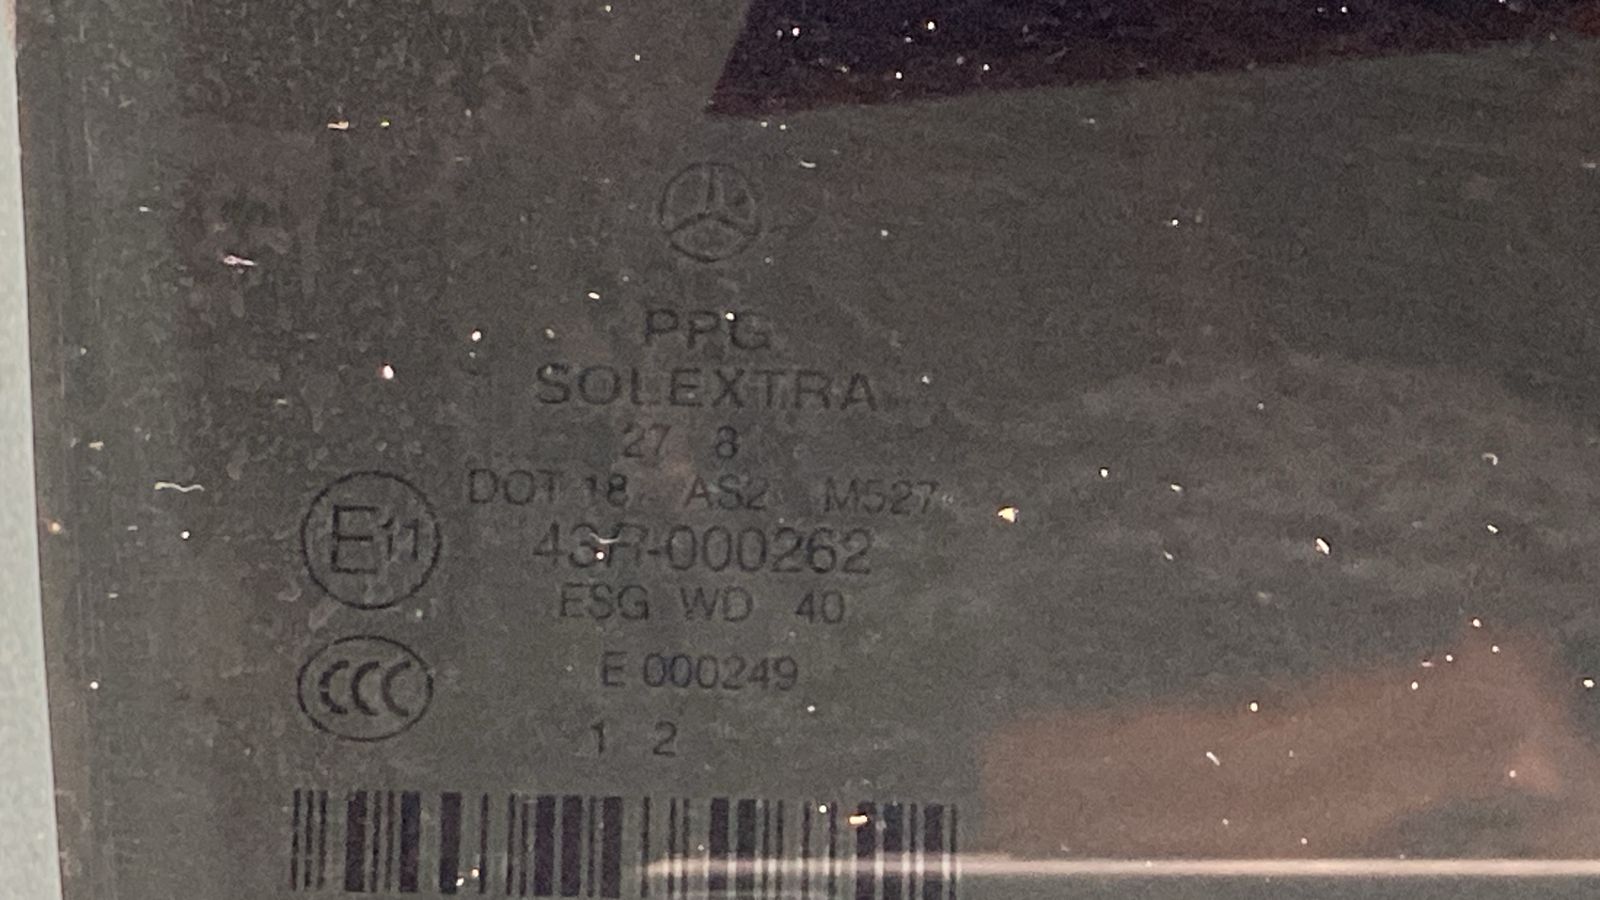 PPG
SOLEXTRA
27 8
DOT 18 AS2 M527
E11 43R-000262
ESG WD 40
CCC E 000249
1 2